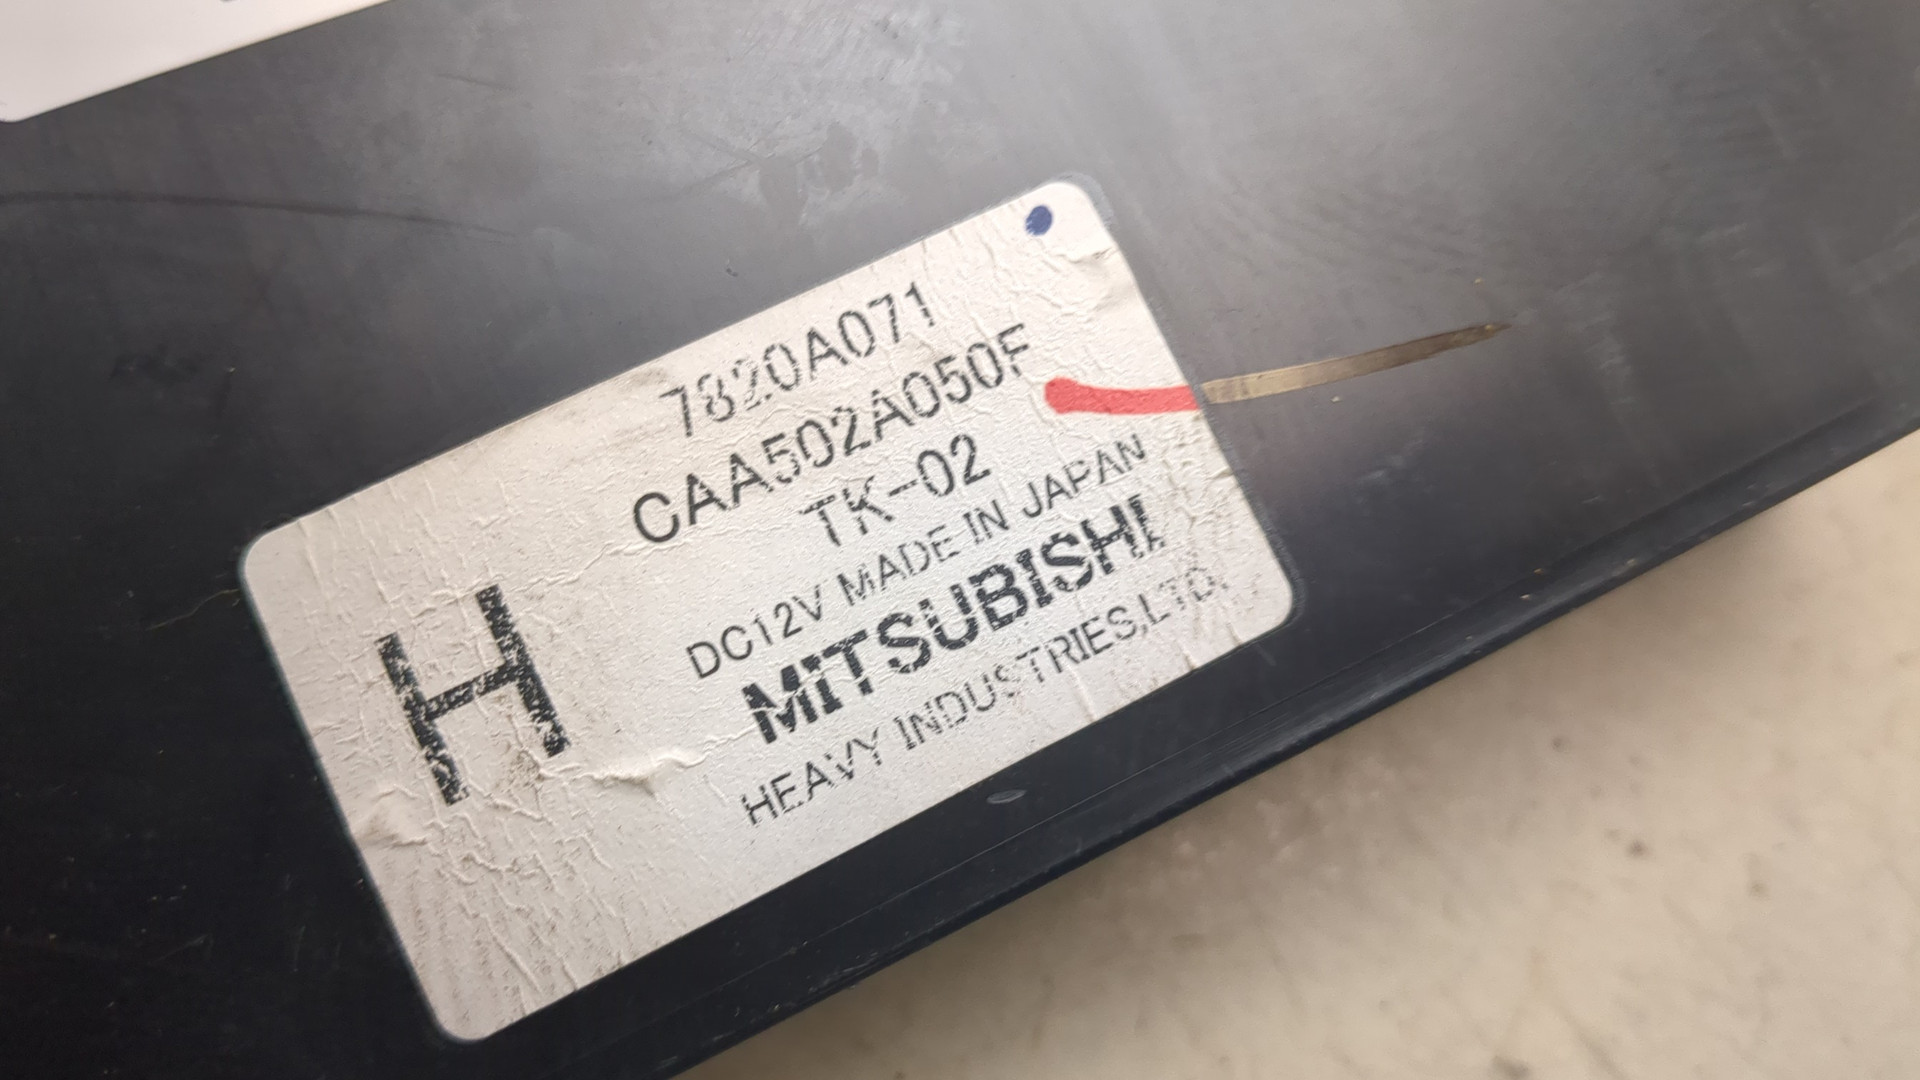 7820A071
CAA502A050F
TK-02
DC12V MADE IN JAPAN
MITSUBISHI
HEAVY INDUSTRIES,LTD.
H